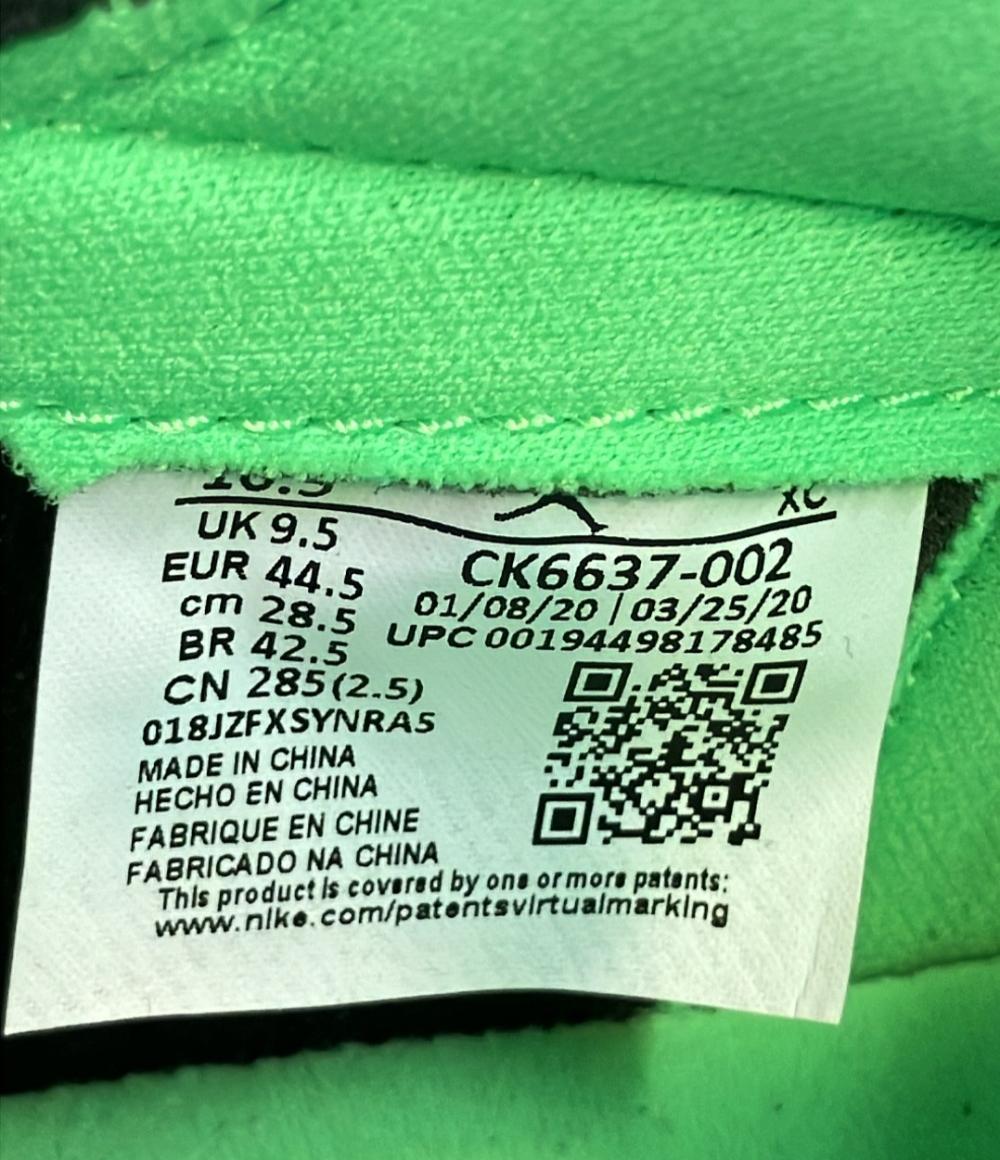 10.5
XC
UK 9.5
EUR 44.5
cm 28.5
BR 42.5
CN 285(2.5)
CK6637-002
01/08/20 | 03/25/20
UPC 00194498178485
018JZFXSYNRA5
MADE IN CHINA
HECHO EN CHINA
FABRIQUE EN CHINE
FABRICADO NA CHINA
This product is covered by one or more patents:
www.nike.com/patentsvirtualmarking